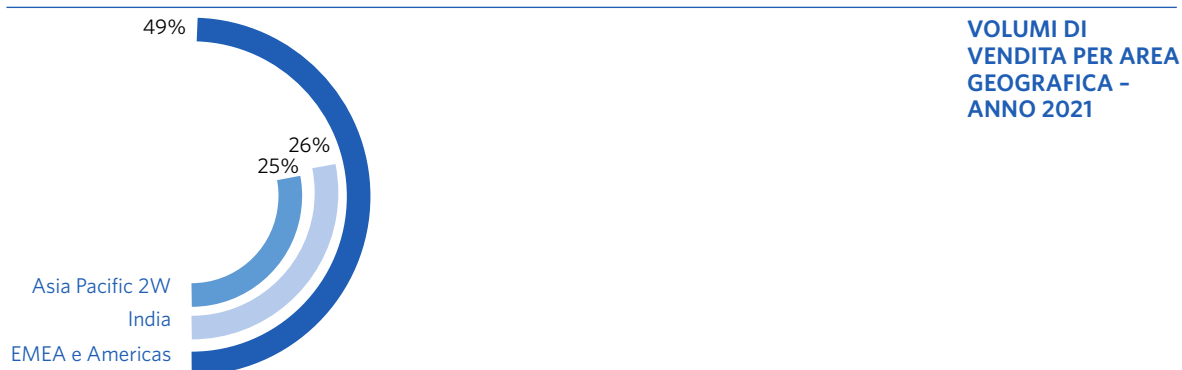 49%
VOLUMI DI
VENDITA PER AREA
GEOGRAFICA –
ANNO 2021
26%
25%
Asia Pacific 2W
India
EMEA e Americas